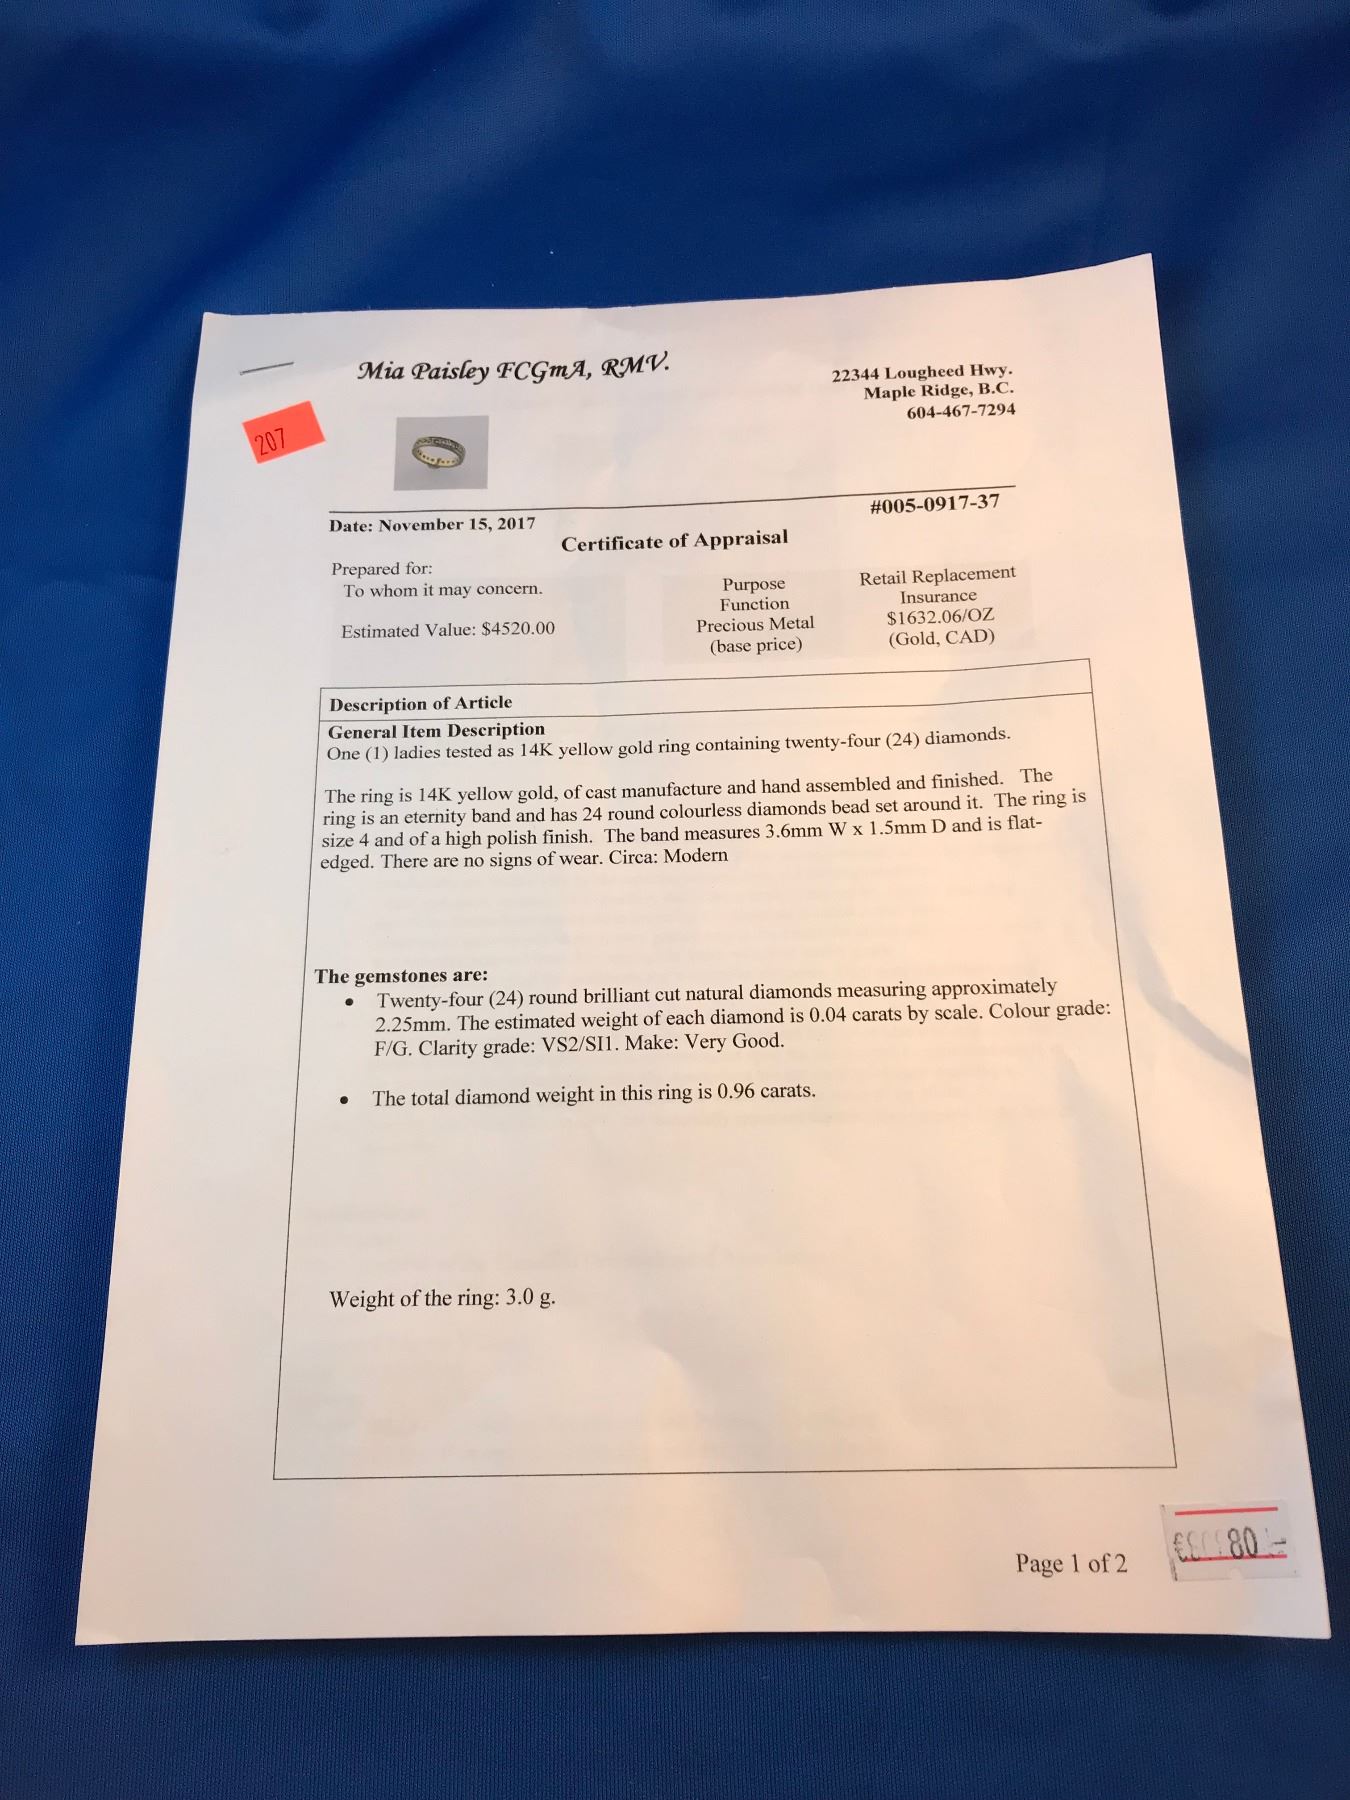 Mia Paisley FCGmA, RMV.
22344 Lougheed Hwy.
Maple Ridge, B.C.
604-467-7294
207
#005-0917-37
Date: November 15, 2017
Certificate of Appraisal
Prepared for:
To whom it may concern.
Estimated Value: $4520.00
Purpose
Function
Precious Metal
(base price)
Retail Replacement
Insurance
$1632.06/OZ
(Gold, CAD)
Description of Article
General Item Description
One (1) ladies tested as 14K yellow gold ring containing twenty-four (24) diamonds.
The ring is 14K yellow gold, of cast manufacture and hand assembled and finished. The
ring is an eternity band and has 24 round colourless diamonds bead set around it. The ring is
size 4 and of a high polish finish. The band measures 3.6mm W x 1.5mm D and is flat-
edged. There are no signs of wear. Circa: Modern
The gemstones are:
• Twenty-four (24) round brilliant cut natural diamonds measuring approximately
2.25mm. The estimated weight of each diamond is 0.04 carats by scale. Colour grade:
F/G. Clarity grade: VS2/SI1. Make: Very Good.
• The total diamond weight in this ring is 0.96 carats.
Weight of the ring: 3.0 g.
Page 1 of 2
80